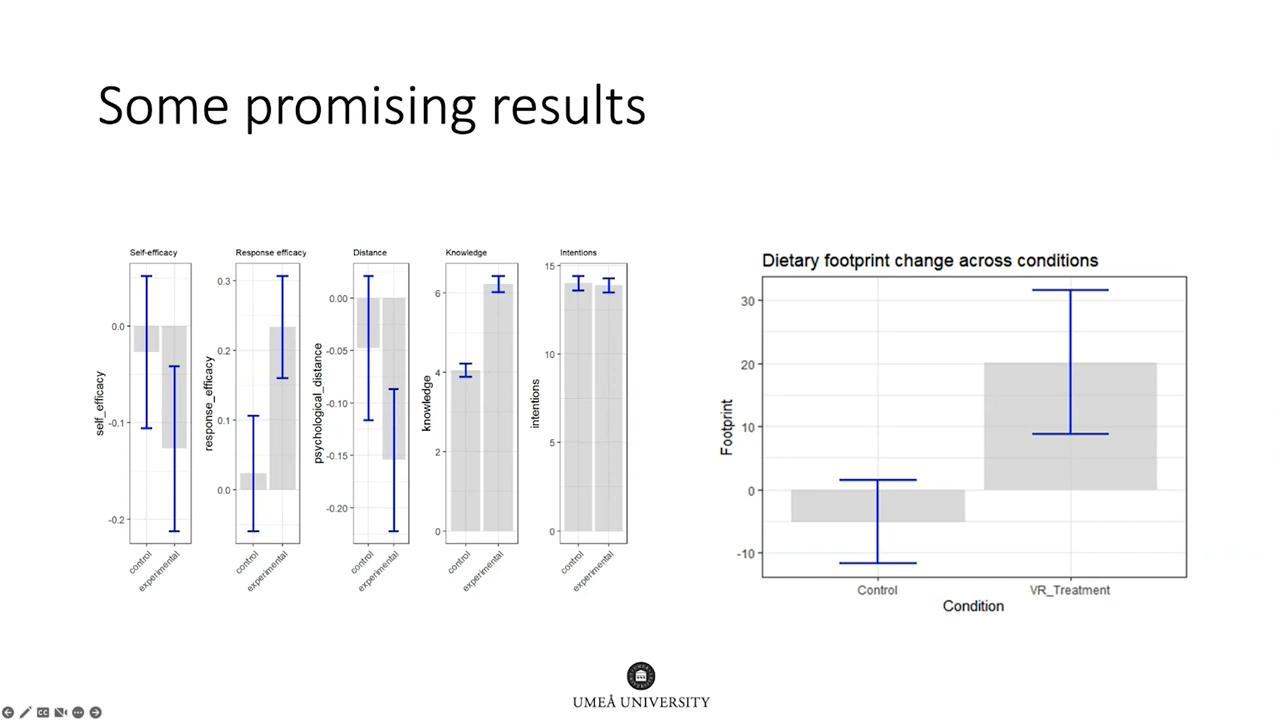 Some promising results
Self-efficacy
self_efficacy
0.0
-0.1
-0.2
control
experimental
Response efficacy
response_efficacy
0.3
0.2
0.1
0.0
control
experimental
Distance
psychological_distance
0.00
-0.05
-0.10
-0.15
-0.20
control
experimental
Knowledge
knowledge
6
4
2
0
control
experimental
Intentions
intentions
15
10
5
0
control
experimental
Dietary footprint change across conditions
Footprint
30
20
10
0
-10
Control
VR_Treatment
Condition
UMEÅ UNIVERSITY